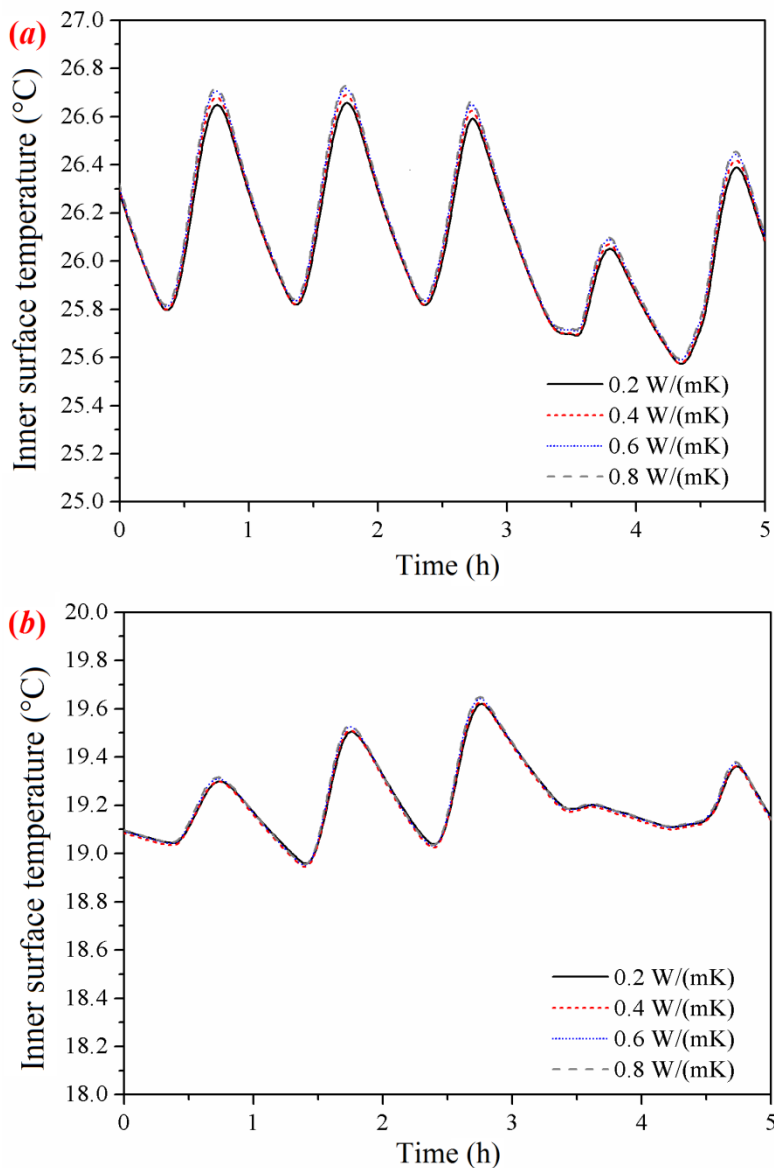 (a)
Inner surface temperature (°C)
27.0
26.8
26.6
26.4
26.2
26.0
25.8
25.6
25.4
25.2
25.0
0.2 W/(mK)
0.4 W/(mK)
0.6 W/(mK)
0.8 W/(mK)
0 1 2 3 4 5
Time (h)
(b)
Inner surface temperature (°C)
20.0
19.8
19.6
19.4
19.2
19.0
18.8
18.6
18.4
18.2
18.0
0.2 W/(mK)
0.4 W/(mK)
0.6 W/(mK)
0.8 W/(mK)
0 1 2 3 4 5
Time (h)